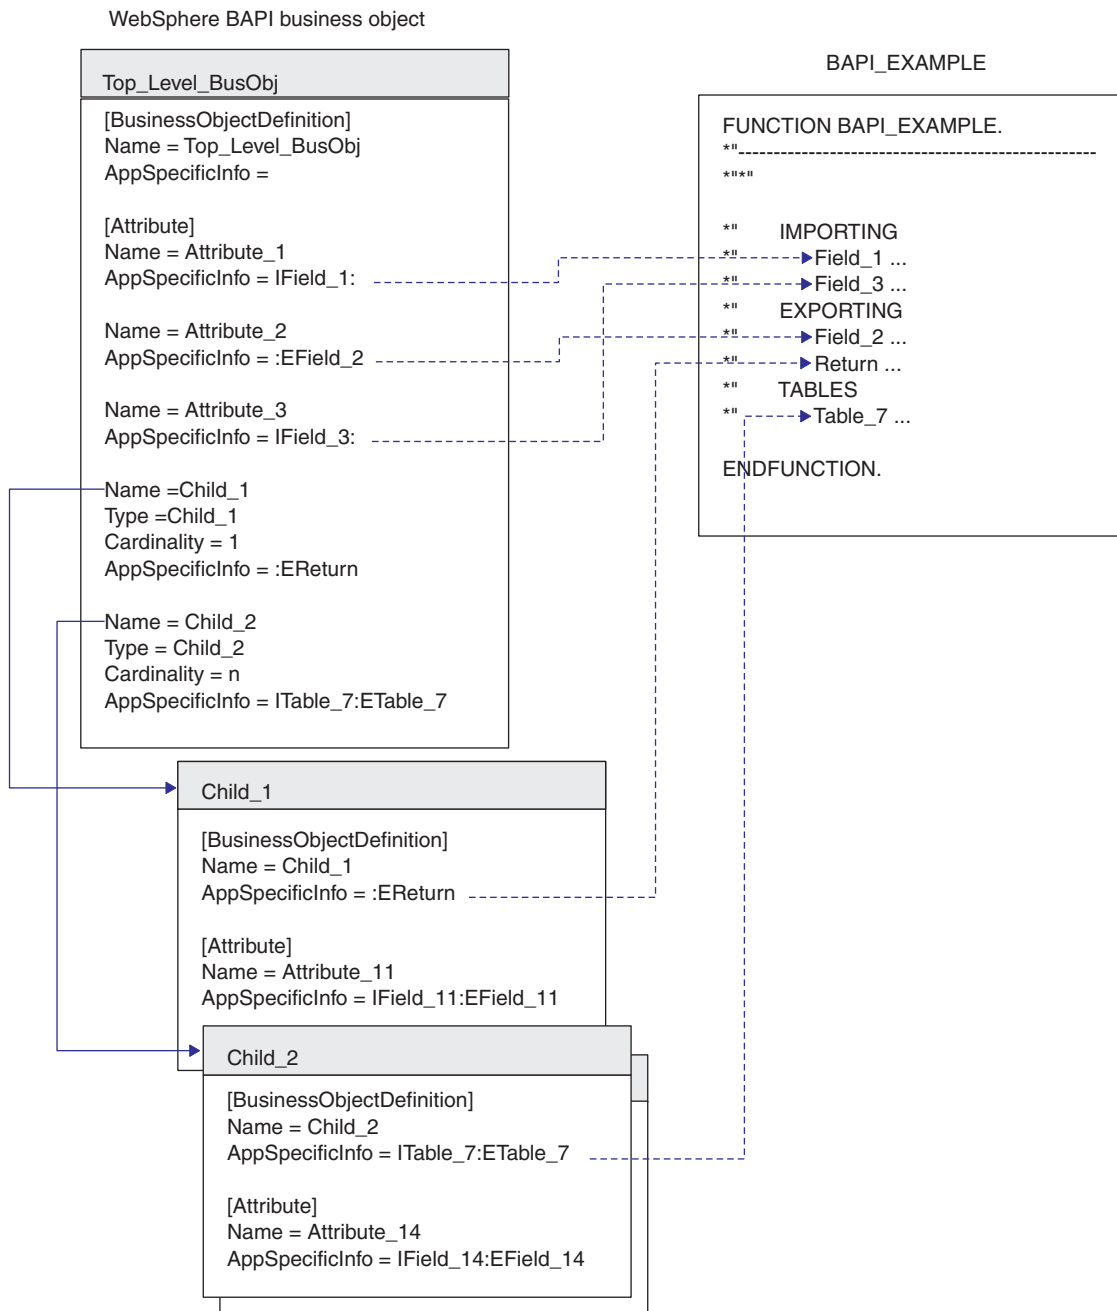 WebSphere BAPI business object
Top_Level_BusObj
[BusinessObjectDefinition]
Name = Top_Level_BusObj
AppSpecificInfo =
[Attribute]
Name = Attribute_1
AppSpecificInfo = IField_1:
Name = Attribute_2
AppSpecificInfo = :EField_2
Name = Attribute_3
AppSpecificInfo = IField_3:
Name =Child_1
Type =Child_1
Cardinality = 1
AppSpecificInfo = :EReturn
Name = Child_2
Type = Child_2
Cardinality = n
AppSpecificInfo = ITable_7:ETable_7
BAPI_EXAMPLE
FUNCTION BAPI_EXAMPLE.
*"---------------------------------------------------
*"*"
*" IMPORTING
*" Field_1 ...
*" Field_3 ...
*" EXPORTING
*" Field_2 ...
*" Return ...
*" TABLES
*" Table_7 ...
ENDFUNCTION.
Child_1
[BusinessObjectDefinition]
Name = Child_1
AppSpecificInfo = :EReturn
[Attribute]
Name = Attribute_11
AppSpecificInfo = IField_11:EField_11
Child_2
[BusinessObjectDefinition]
Name = Child_2
AppSpecificInfo = ITable_7:ETable_7
[Attribute]
Name = Attribute_14
AppSpecificInfo = IField_14:EField_14